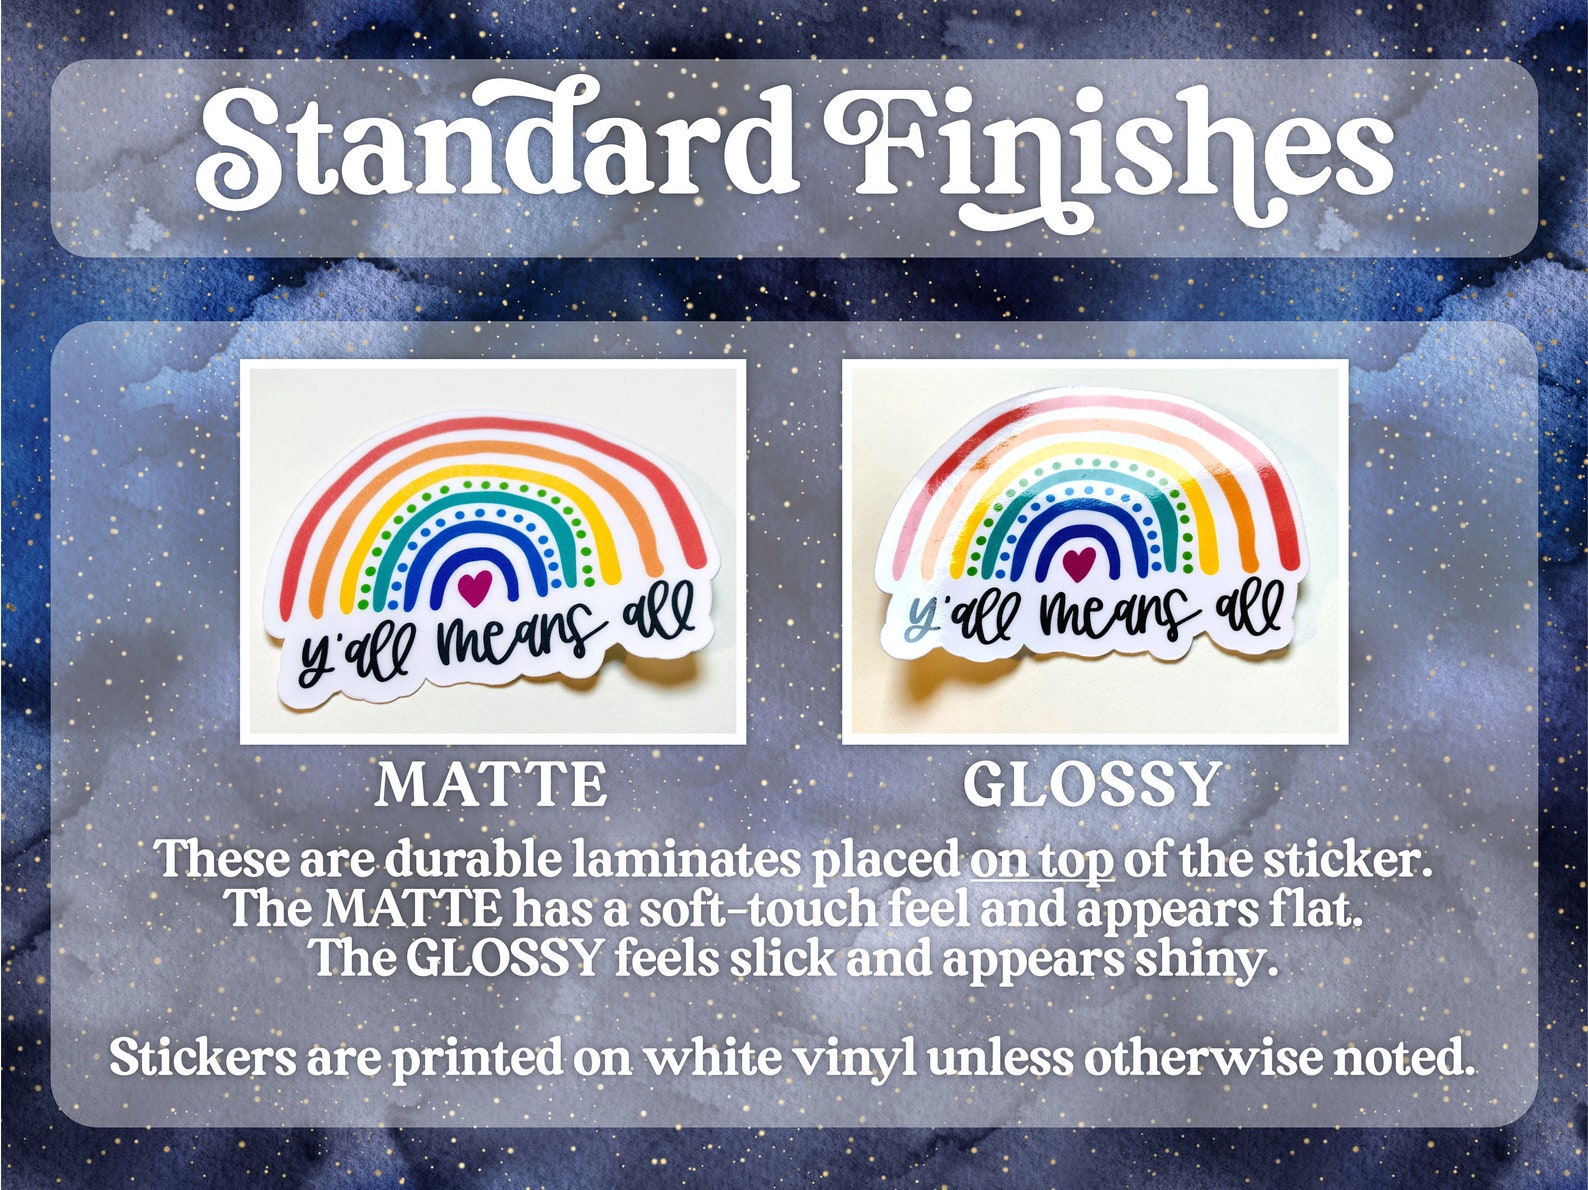 Standard Finishes
y'all means all
y'all means all
MATTE
GLOSSY
These are durable laminates placed on top of the sticker.
The MATTE has a soft-touch feel and appears flat.
The GLOSSY feels slick and appears shiny.
Stickers are printed on white vinyl unless otherwise noted.